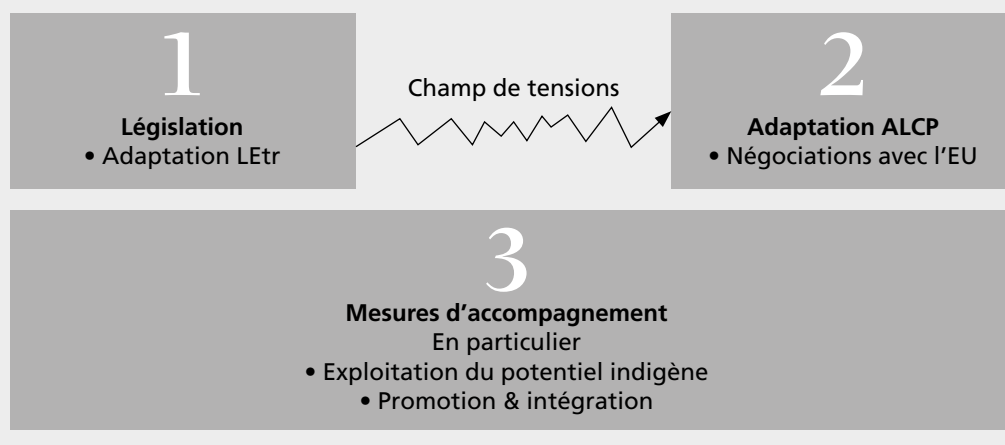 1
Législation
• Adaptation LEtr
Champ de tensions
2
Adaptation ALCP
• Négociations avec l'EU
3
Mesures d'accompagnement
En particulier
• Exploitation du potentiel indigène
• Promotion & intégration